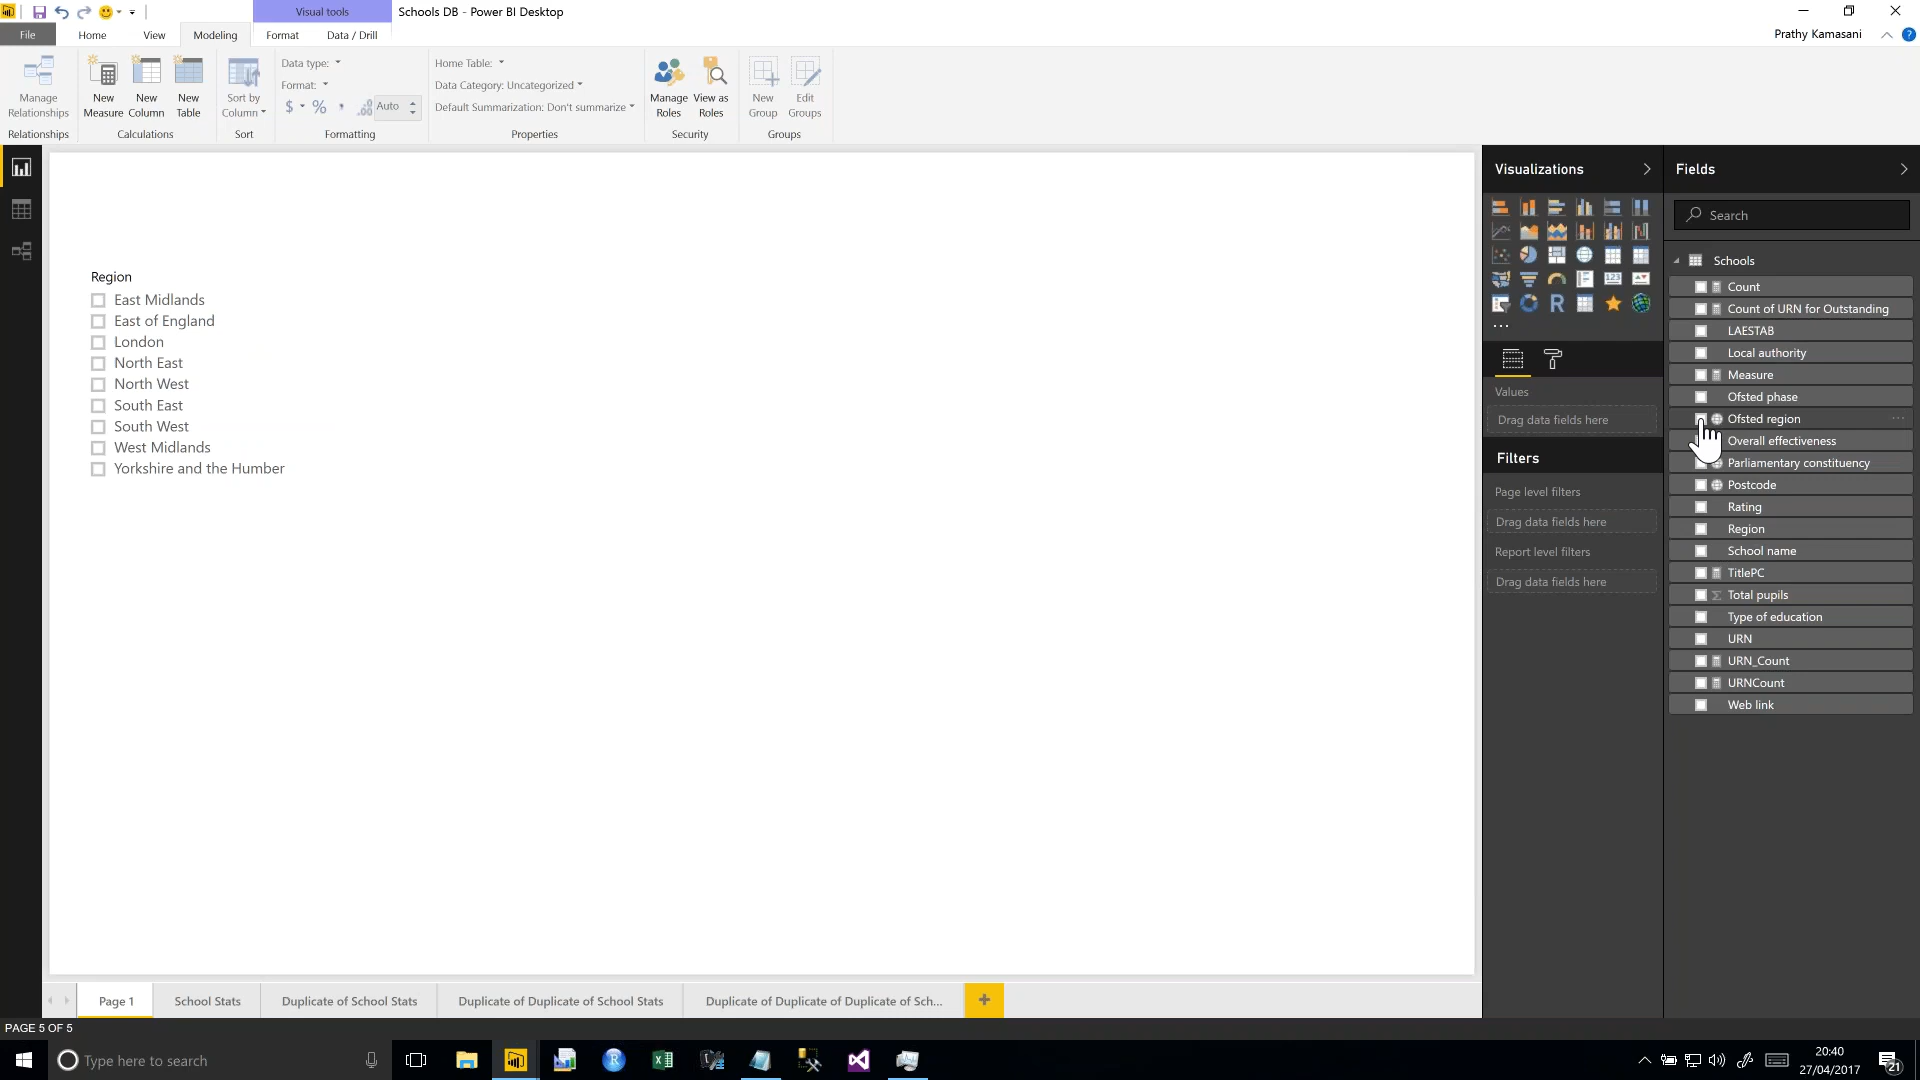 Visual tools
Schools DB - Power BI Desktop
File
Home
View
Modeling
Format
Data / Drill
Prathy Kamasani
?
Manage Relationships
New Measure
New Column
New Table
Sort by Column
Data type:
Format:
$ % , .00 Auto
Home Table:
Data Category: Uncategorized
Default Summarization: Don't summarize
Manage Roles
View as Roles
New Group
Edit Groups
Relationships
Calculations
Sort
Formatting
Properties
Security
Groups
Region
East Midlands
East of England
London
North East
North West
South East
South West
West Midlands
Yorkshire and the Humber
Visualizations
123
R
...
Values
Drag data fields here
Filters
Page level filters
Drag data fields here
Report level filters
Drag data fields here
Fields
Search
Schools
Count
Count of URN for Outstanding
LAESTAB
Local authority
Measure
Ofsted phase
Ofsted region
...
Overall effectiveness
Parliamentary constituency
Postcode
Rating
Region
School name
TitlePC
Σ Total pupils
Type of education
URN
URN_Count
URNCount
Web link
Page 1
School Stats
Duplicate of School Stats
Duplicate of Duplicate of School Stats
Duplicate of Duplicate of Duplicate of Sch...
+
PAGE 5 OF 5
Type here to search
R
20:40
27/04/2017
21